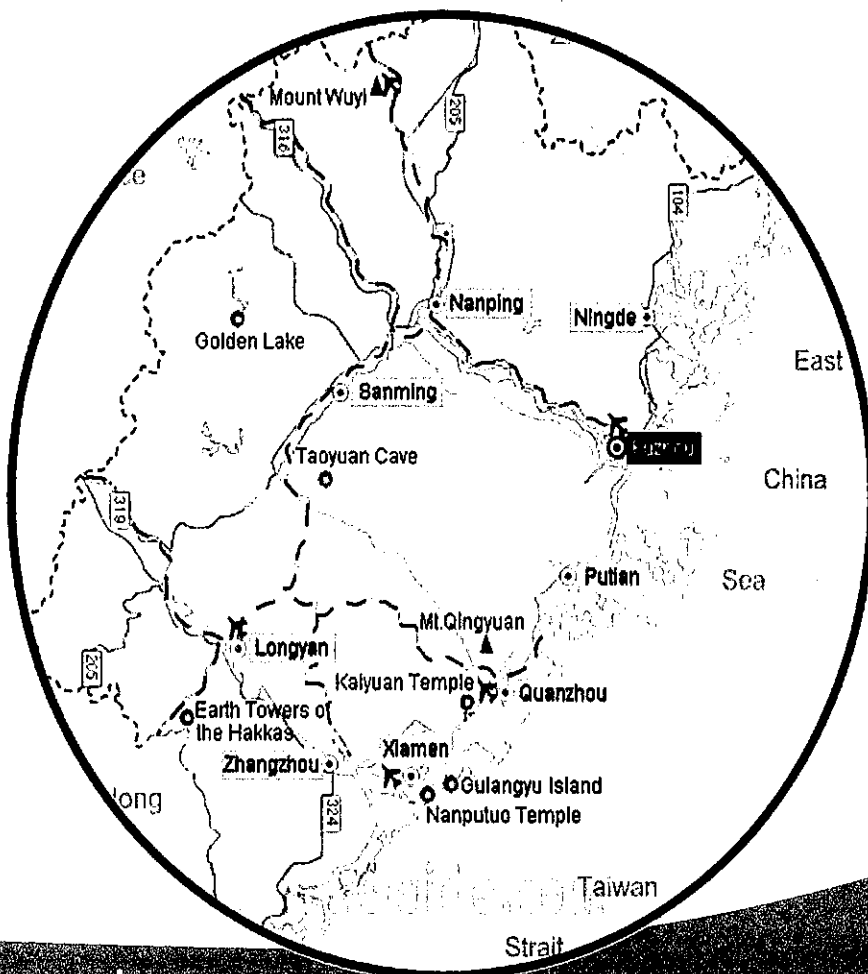 Mount Wuyi
205
316
104
Nanping
Ningde
Golden Lake
East
Sanming
Taoyuan Cave
China
319
Putian
Sea
Mt.Qingyuan
Longyan
205
Kaiyuan Temple
Quanzhou
Earth Towers of
the Hakkas
Xiamen
Zhangzhou
Gulangyu Island
Nanputuo Temple
324
Taiwan
Strait